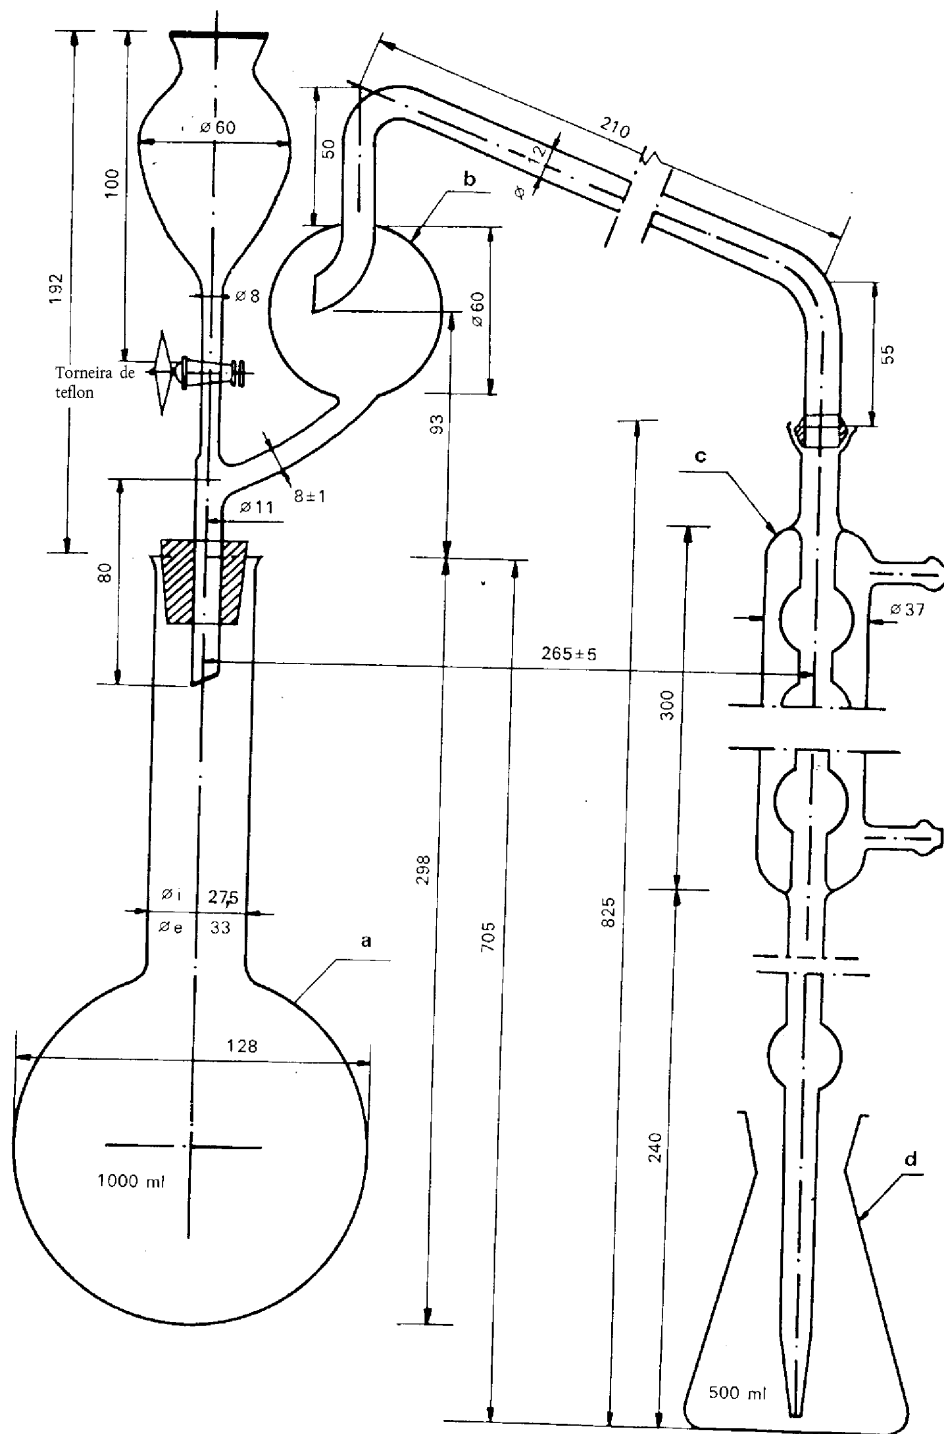 210
Ø 60
50
Ø 12
100
b
192
Ø 8
Ø 60
55
Torneira de
teflon
93
c
8±1
Ø 11
80
Ø 37
265±5
300
298
825
Ø i 27,5
Ø e 33
705
a
128
240
d
1000 ml
500 ml